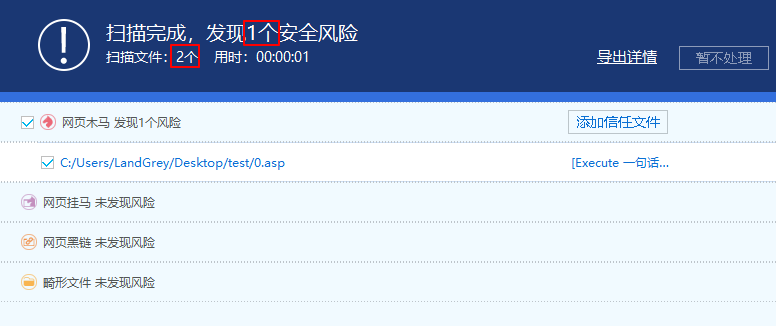 扫描完成，发现1个安全风险
扫描文件：2个 用时：00:00:01
导出详情
暂不处理
网页木马 发现1个风险
添加信任文件
C:/Users/LandGrey/Desktop/test/0.asp
[Execute 一句话...
网页挂马 未发现风险
网页黑链 未发现风险
畸形文件 未发现风险